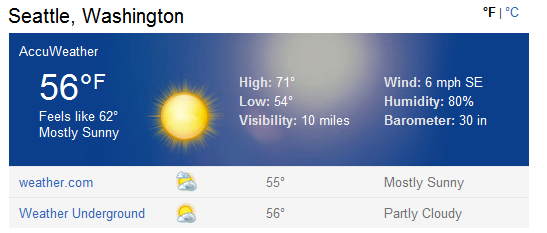 Seattle, Washington
°F | °C
AccuWeather
56°F
Feels like 62°
Mostly Sunny
High: 71°
Low: 54°
Visibility: 10 miles
Wind: 6 mph SE
Humidity: 80%
Barometer: 30 in
weather.com 55° Mostly Sunny
Weather Underground 56° Partly Cloudy